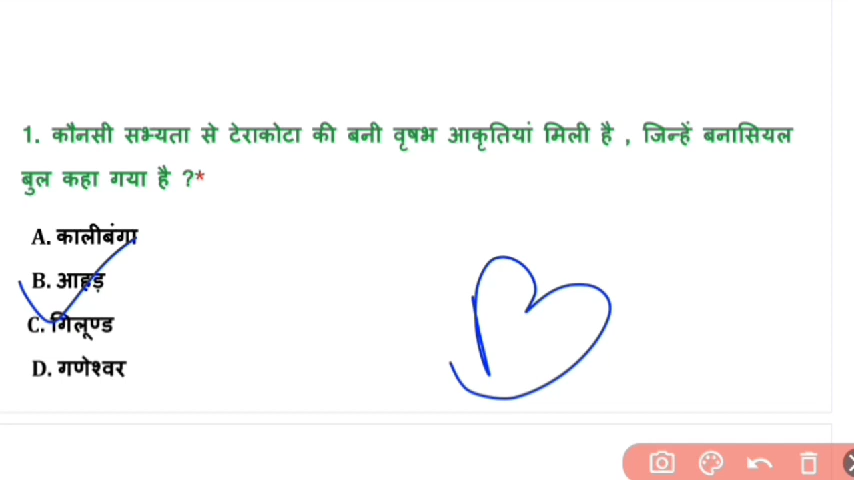 1. कौनसी सभ्यता से टेराकोटा की बनी वृषभ आकृतियां मिली है , जिन्हें बनासियल
बुल कहा गया है ?*
A. कालीबंगा
B. आहड़
C. गिलूण्ड
D. गणेश्वर
B